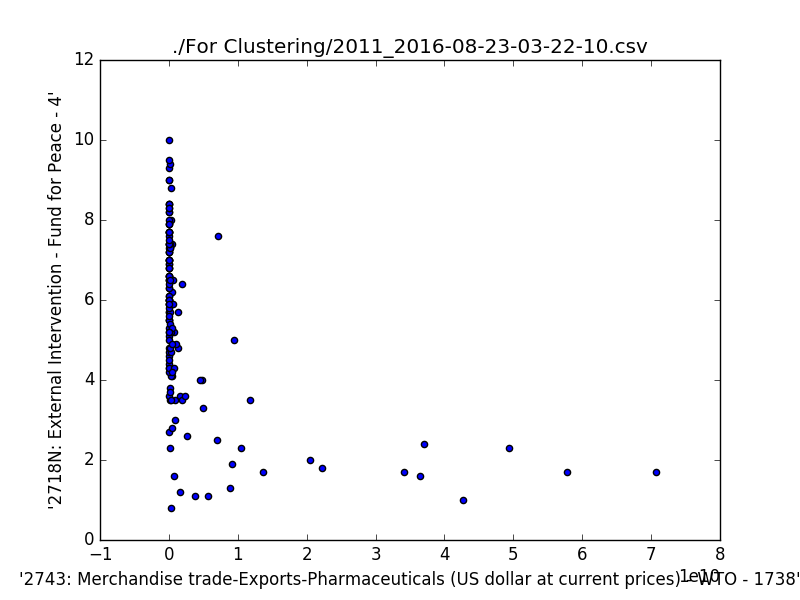 ./For Clustering/2011_2016-08-23-03-22-10.csv
12
10
8
6
4
2
0
'2718N: External Intervention - Fund for Peace - 4'
−1 0 1 2 3 4 5 6 7 8
1e10
'2743: Merchandise trade-Exports-Pharmaceuticals (US dollar at current prices) - WTO - 1738'